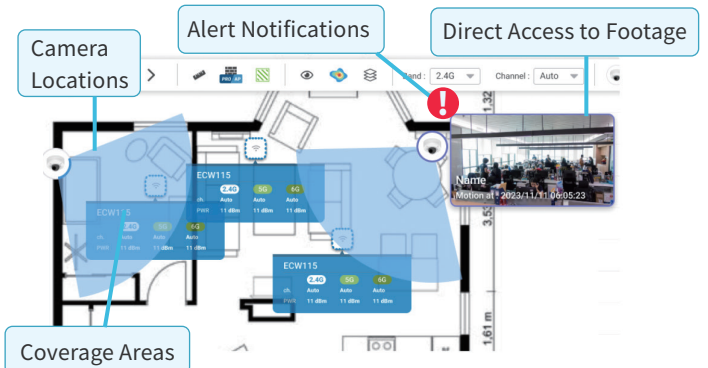 Alert Notifications
Direct Access to Footage
Camera
Locations
PRO AP
Band : 2.4G
Channel : Auto
1,32
Name
Motion at : 2023/11/11 06:05:23
ECW115
2.4G 5G 6G
ch. Auto Auto Auto
PWR 11 dBm 11 dBm 11 dBm
ECW115
2.4G 5G 6G
ch. Auto Auto Auto
PWR 11 dBm 11 dBm 11 dBm
ECW115
2.4G 5G 6G
ch. Auto Auto Auto
PWR 11 dBm 11 dBm 11 dBm
1,61 m
Coverage Areas